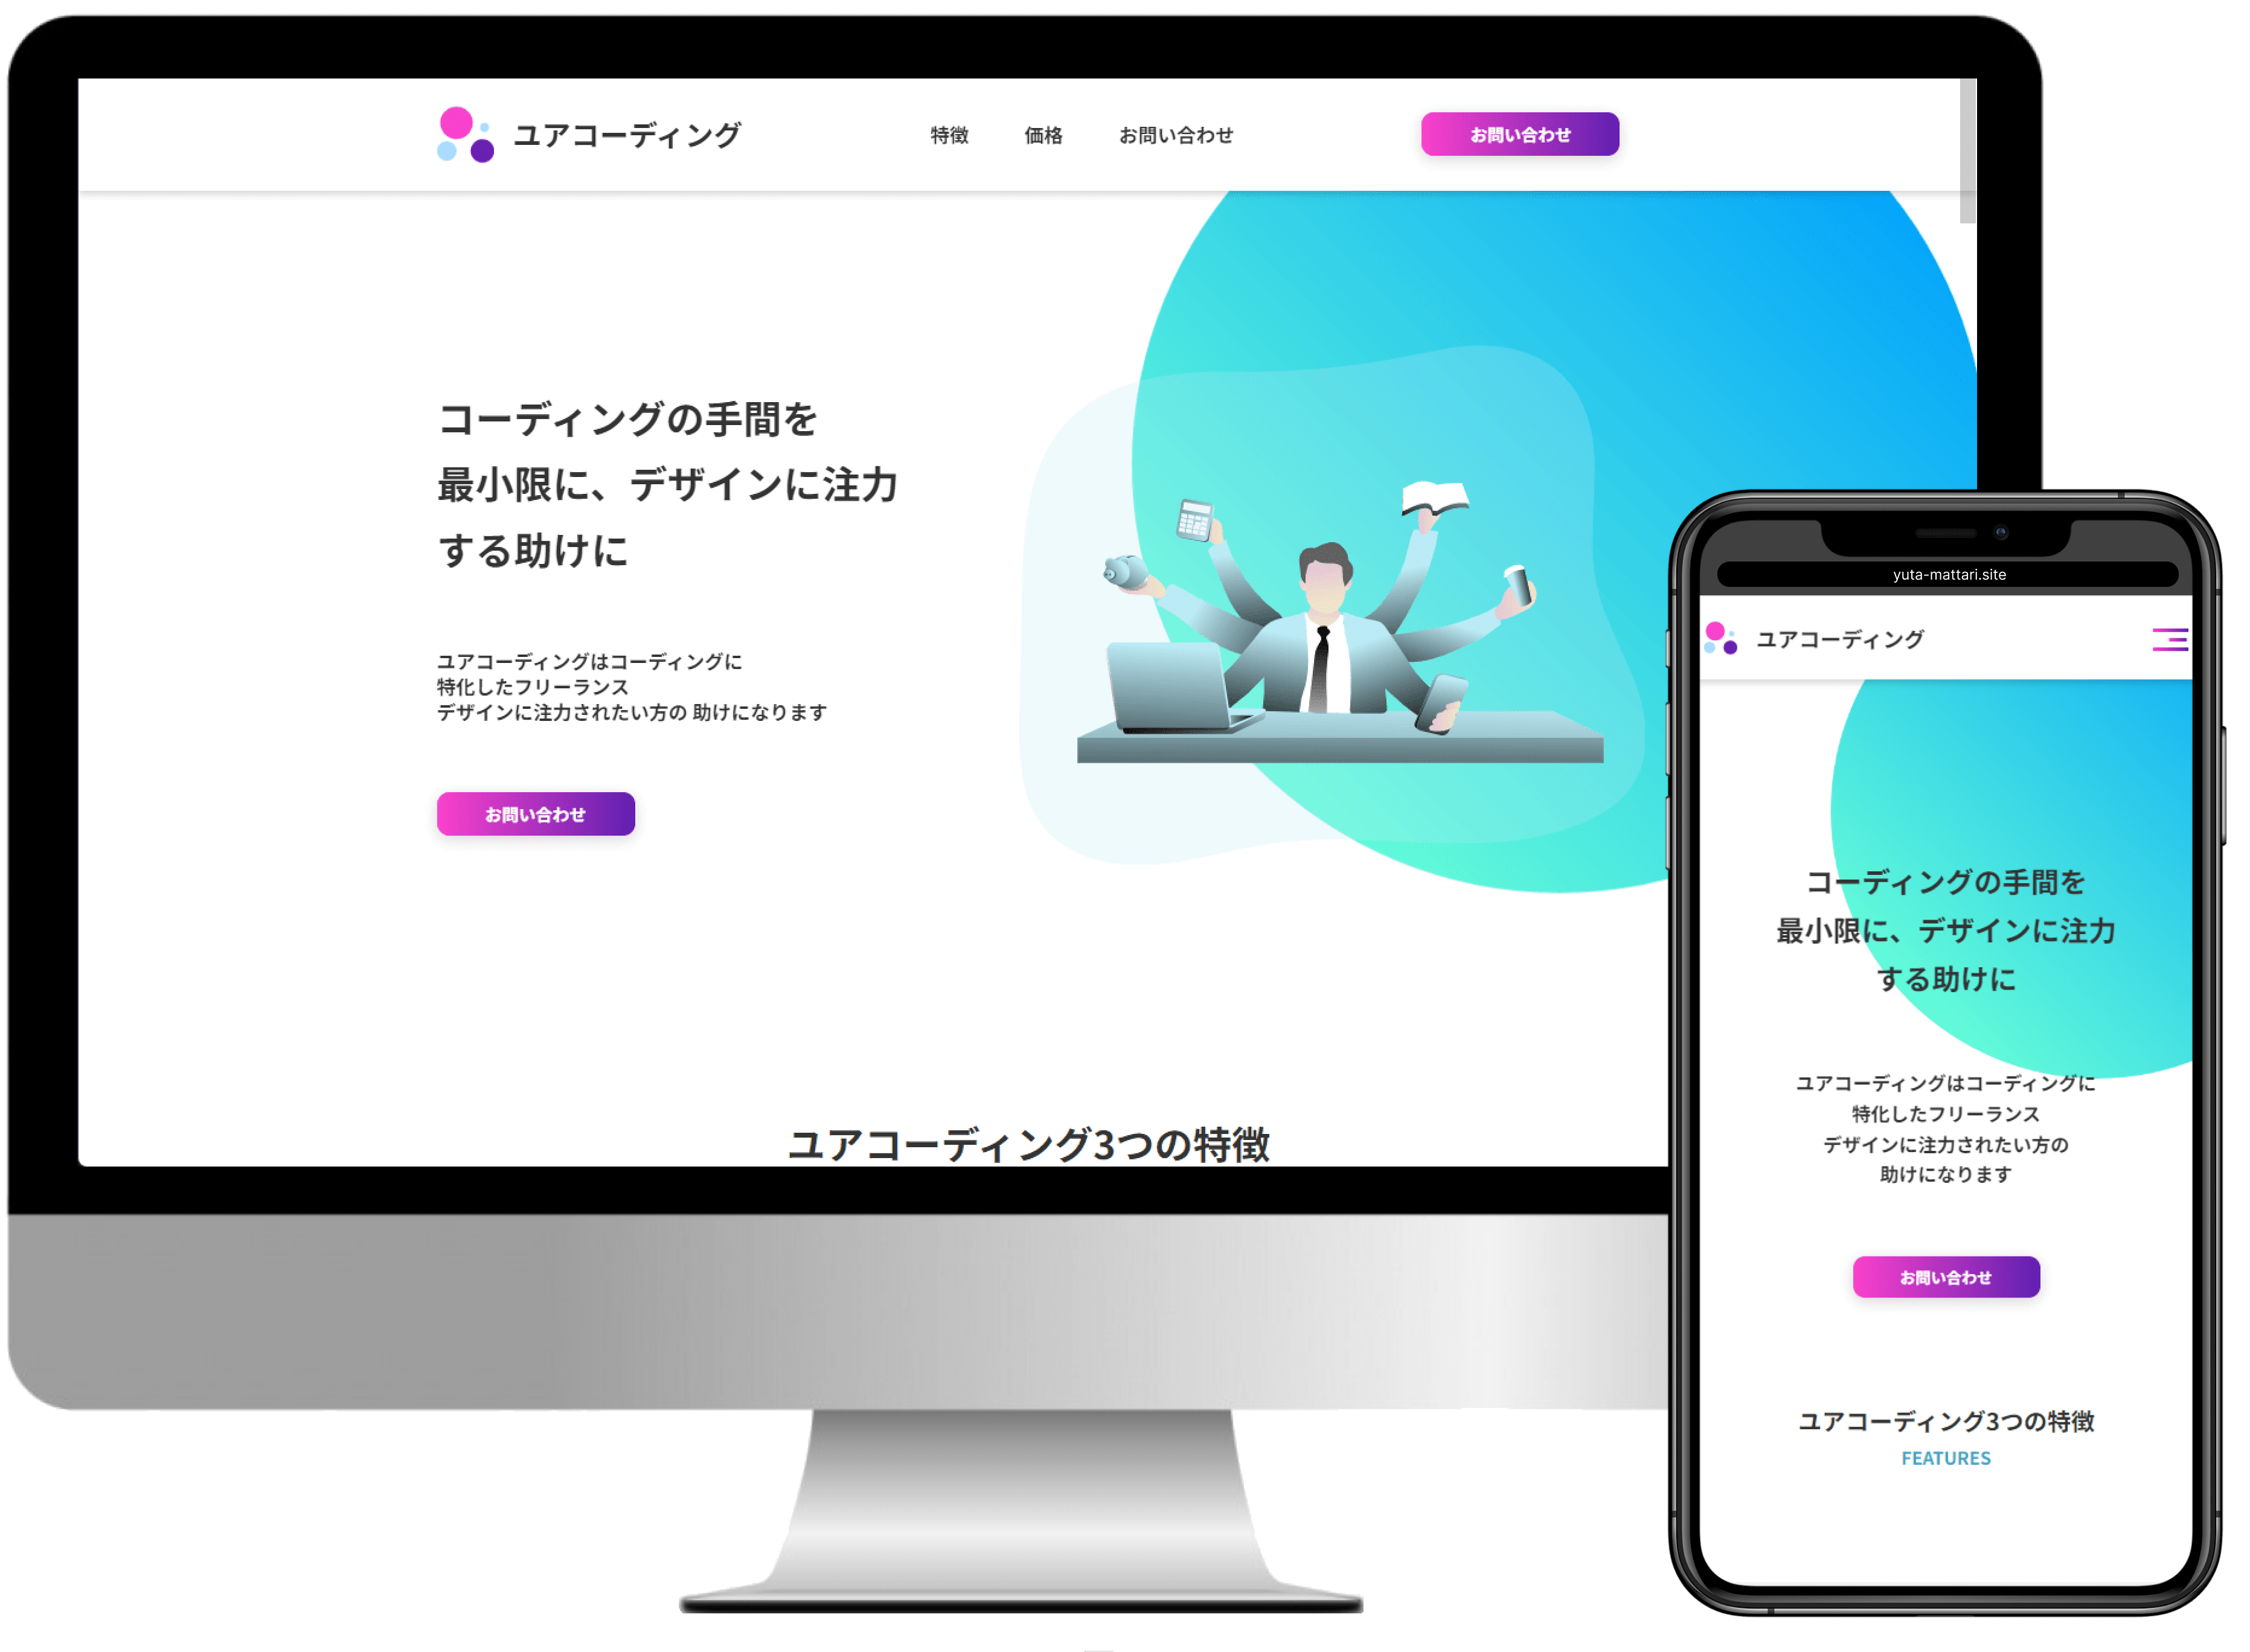 ユアコーディング
特徴 価格 お問い合わせ
お問い合わせ
コーディングの手間を
最小限に、デザインに注力
する助けに
ユアコーディングはコーディングに
特化したフリーランス
デザインに注力されたい方の 助けになります
お問い合わせ
ユアコーディング3つの特徴
yuta-mattari.site
ユアコーディング
コーディングの手間を
最小限に、デザインに注力
する助けに
ユアコーディングはコーディングに
特化したフリーランス
デザインに注力されたい方の
助けになります
お問い合わせ
ユアコーディング3つの特徴
FEATURES